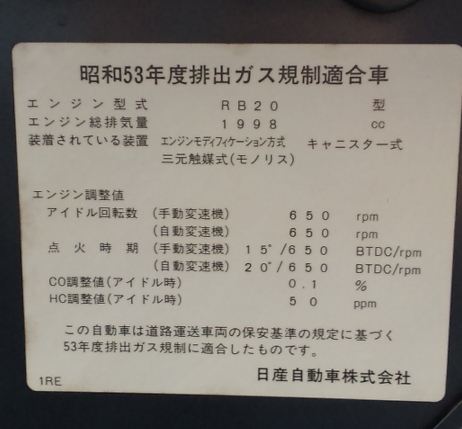 昭和53年度排出ガス規制適合車
エンジン型式 RB20 型
エンジン総排気量 1998 cc
装着されている装置 エンジンモディフィケーション方式 キャニスター式
三元触媒式(モノリス)
エンジン調整値
アイドル回転数 (手動変速機) 650 rpm
(自動変速機) 650 rpm
点火時期 (手動変速機) 15°/650 BTDC/rpm
(自動変速機) 20°/650 BTDC/rpm
CO調整値(アイドル時) 0.1 %
HC調整値(アイドル時) 50 ppm
この自動車は道路運送車両の保安基準の規定に基づく
53年度排出ガス規制に適合したものです。
1RE 日産自動車株式会社